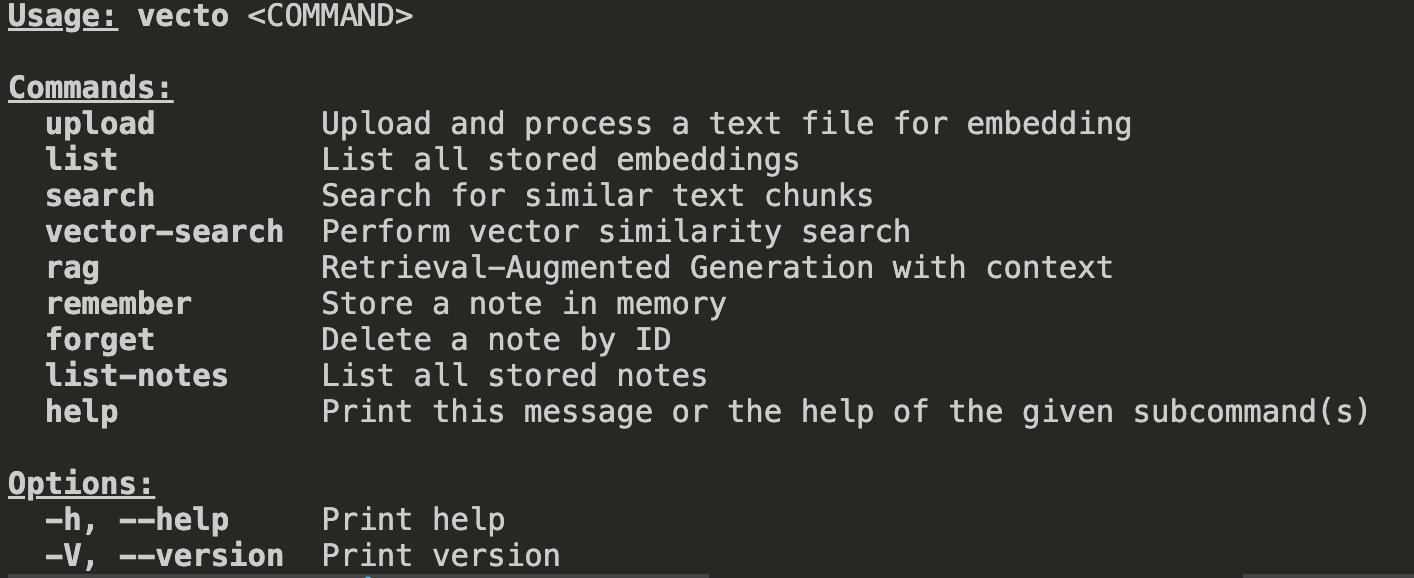 Usage: vecto <COMMAND>
Commands:
upload Upload and process a text file for embedding
list List all stored embeddings
search Search for similar text chunks
vector-search Perform vector similarity search
rag Retrieval-Augmented Generation with context
remember Store a note in memory
forget Delete a note by ID
list-notes List all stored notes
help Print this message or the help of the given subcommand(s)
Options:
-h, --help Print help
-V, --version Print version